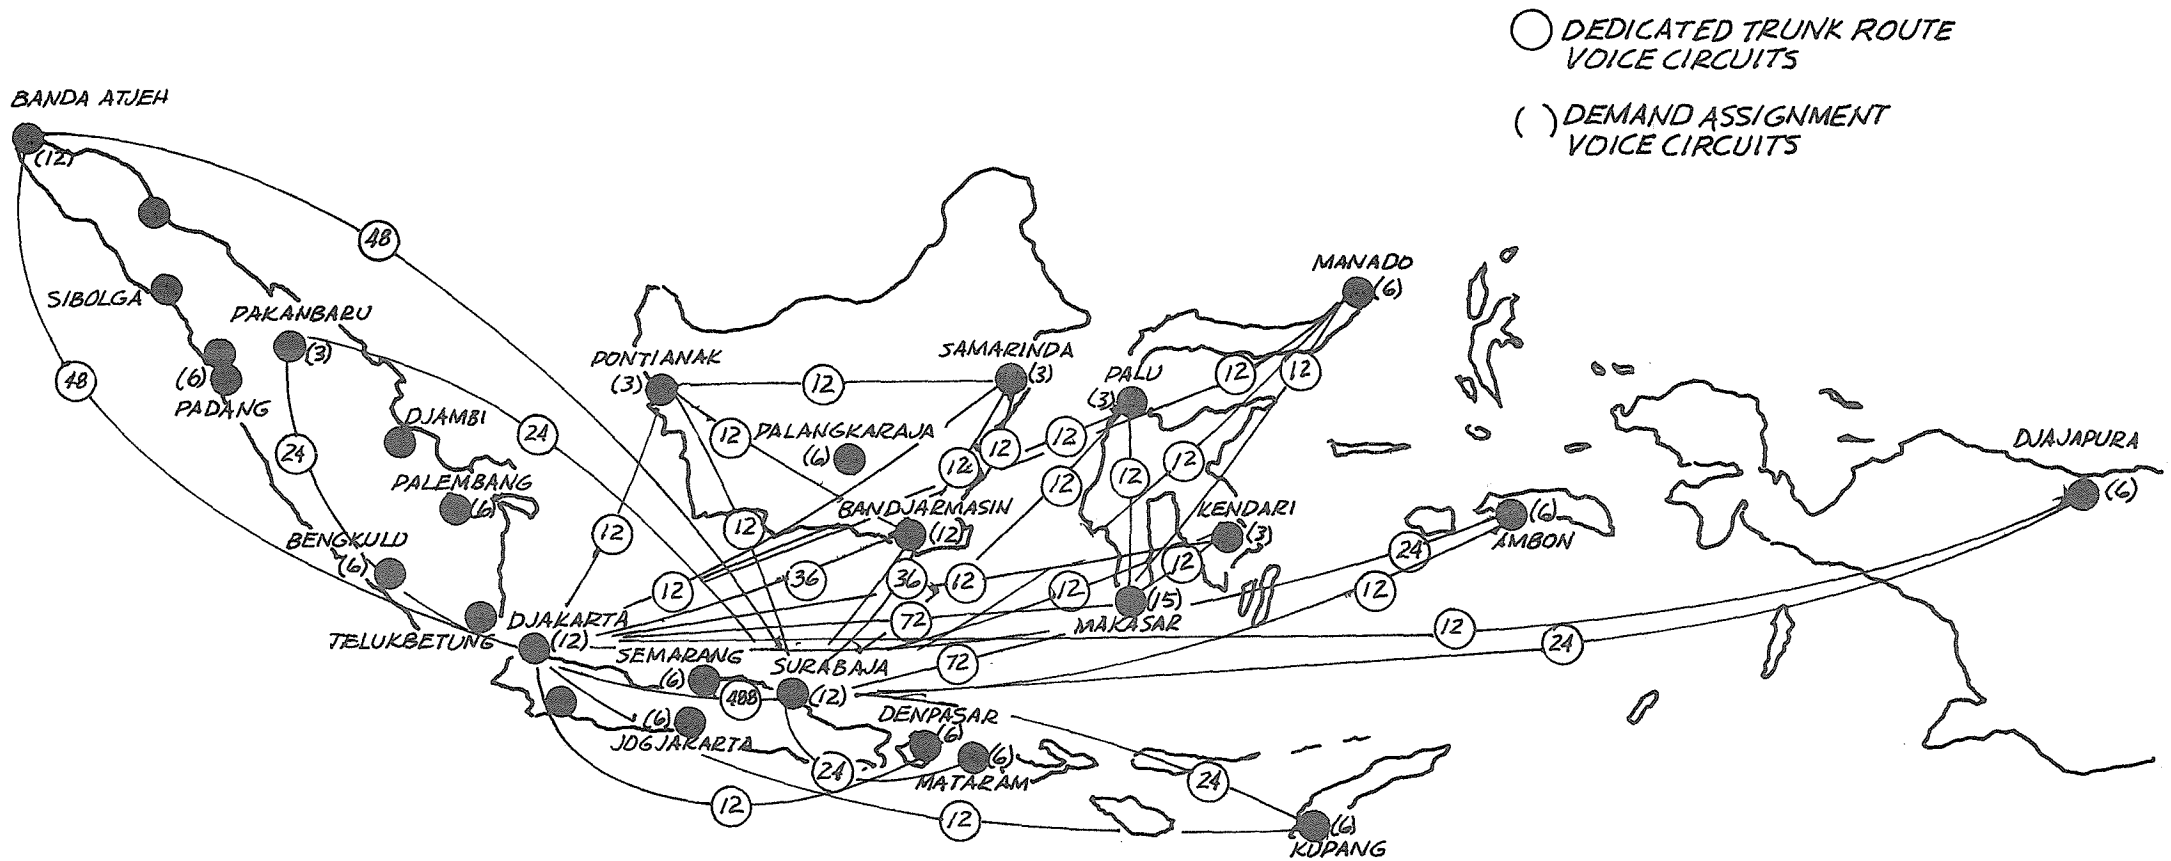 DEDICATED TRUNK ROUTE
VOICE CIRCUITS
( ) DEMAND ASSIGNMENT
VOICE CIRCUITS
BANDA ATJEH
(12)
48
MANADO
(6)
SIBOLGA
PAKANBARU
(3)
PONTIANAK
(3)
SAMARINDA
(3)
PALU
(3)
12
12
12
48
(6)
PADANG
DJAMBI
24
12
PALANGKARAJA
(6)
12
12
12
12
12
12
DJAJAPURA
(6)
24
PALEMBANG
(6)
BANDJARMASIN
(12)
KENDARI
(3)
(6)
AMBON
BENGKULU
(6)
12
12
24
12
36
36
12
12
12
12
TELUKBETUNG
DJAKARTA
(12)
72
(15)
MAKASAR
12
24
SEMARANG
(6)
SURABAJA
(12)
72
(6)
JOGJAKARTA
DENPASAR
(6)
(6)
MATARAM
24
24
12
12
(6)
KUPANG